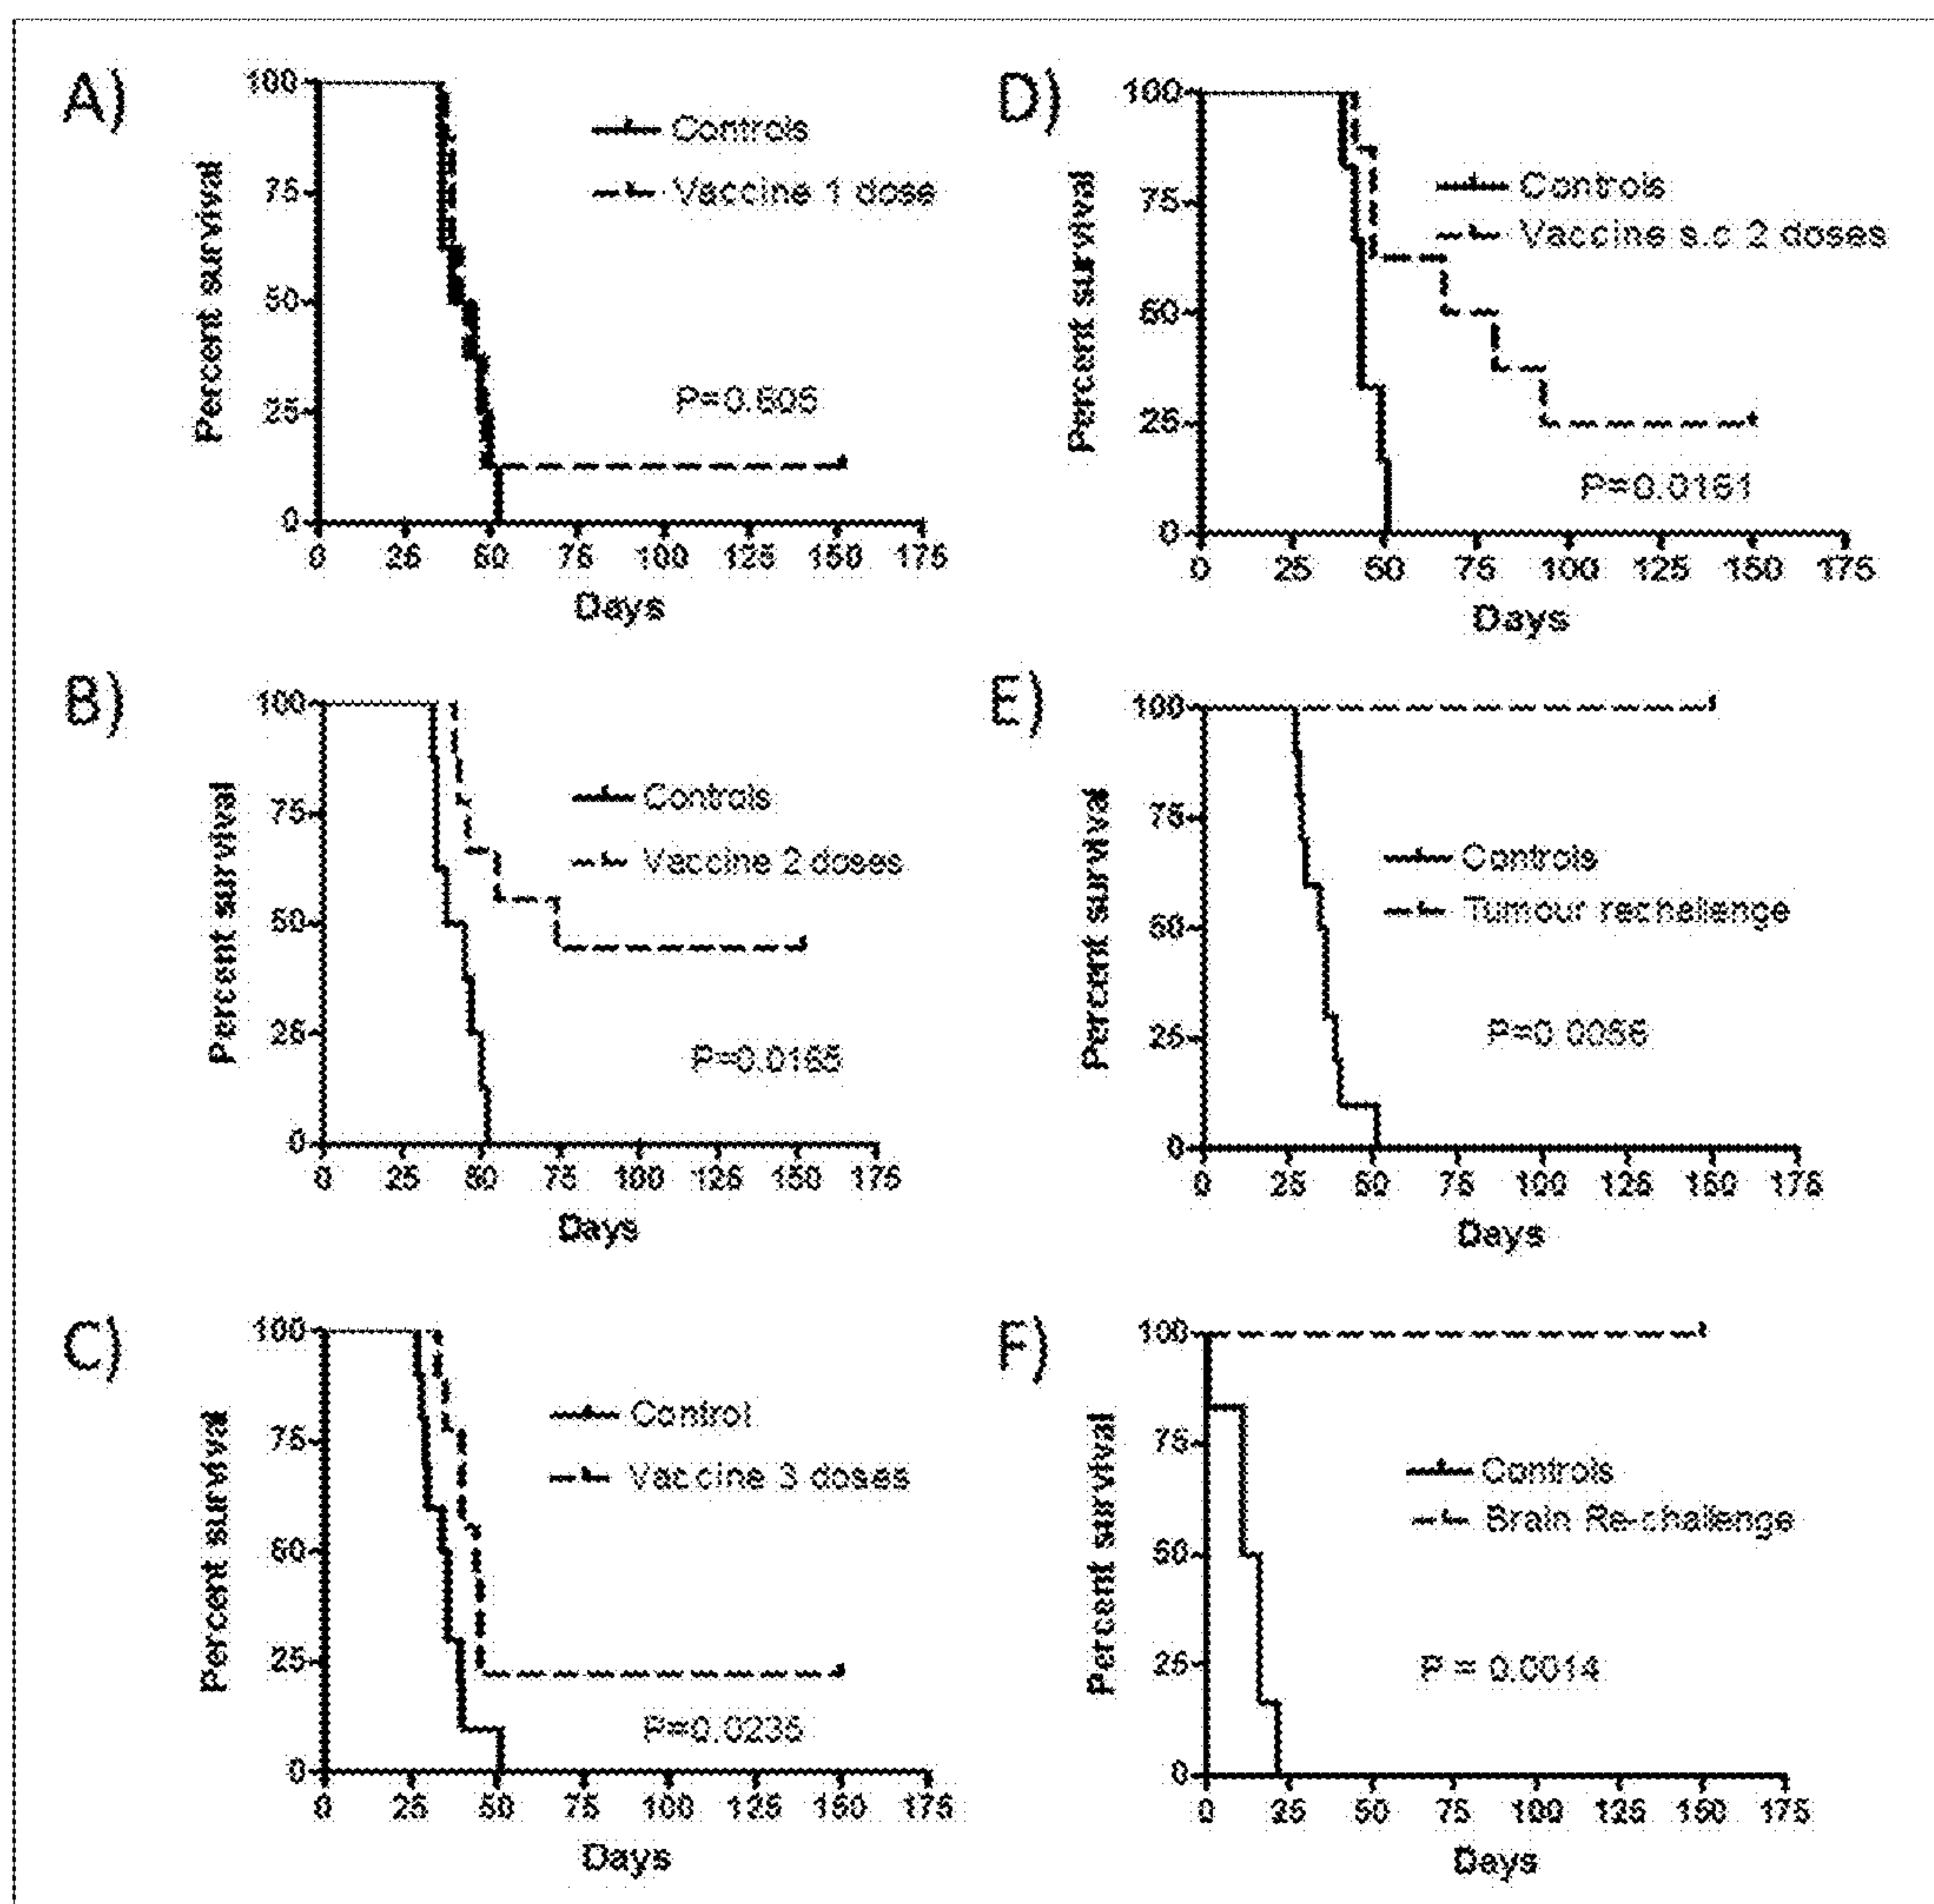 A)
100
75
50
25
0
Percent survival
Controls
Vaccine 1 dose
0 25 50 75 100 125 150 175
Days
B)
100
75
50
25
0
Percent survival
Controls
Vaccine 2 doses
0 25 50 75 100 125 150 175
Days
C)
100
75
50
25
0
Percent survival
Control
Vaccine 3 doses
P=0.0235
0 25 50 75 100 125 150 175
Days
D)
100
75
50
25
0
Percent survival
Controls
Vaccine s.c 2 doses
P=0.0161
0 25 50 75 100 125 150 175
Days
E)
100
75
50
25
0
Percent survival
Controls
Tumour rechallenge
0 25 50 75 100 125 150 175
Days
F)
100
75
50
25
0
Percent survival
Controls
Brain Re-challenge
P = 0.0014
0 25 50 75 100 125 150 175
Days